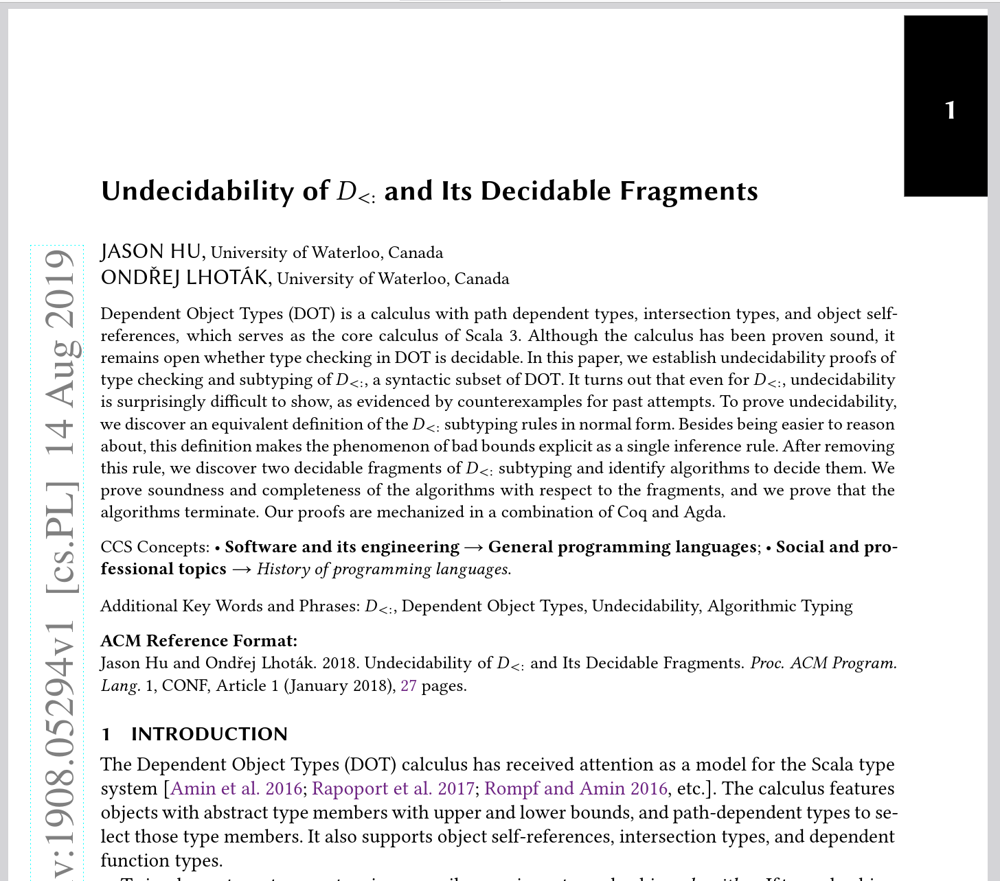 1
Undecidability of D<: and Its Decidable Fragments
JASON HU, University of Waterloo, Canada
ONDŘEJ LHOTÁK, University of Waterloo, Canada
Dependent Object Types (DOT) is a calculus with path dependent types, intersection types, and object self-
references, which serves as the core calculus of Scala 3. Although the calculus has been proven sound, it
remains open whether type checking in DOT is decidable. In this paper, we establish undecidability proofs of
type checking and subtyping of D<:, a syntactic subset of DOT. It turns out that even for D<:, undecidability
is surprisingly difficult to show, as evidenced by counterexamples for past attempts. To prove undecidability,
we discover an equivalent definition of the D<: subtyping rules in normal form. Besides being easier to reason
about, this definition makes the phenomenon of bad bounds explicit as a single inference rule. After removing
this rule, we discover two decidable fragments of D<: subtyping and identify algorithms to decide them. We
prove soundness and completeness of the algorithms with respect to the fragments, and we prove that the
algorithms terminate. Our proofs are mechanized in a combination of Coq and Agda.
CCS Concepts: • Software and its engineering → General programming languages; • Social and pro-
fessional topics → History of programming languages.
Additional Key Words and Phrases: D<:, Dependent Object Types, Undecidability, Algorithmic Typing
ACM Reference Format:
Jason Hu and Ondřej Lhoták. 2018. Undecidability of D<: and Its Decidable Fragments. Proc. ACM Program.
Lang. 1, CONF, Article 1 (January 2018), 27 pages.
1 INTRODUCTION
The Dependent Object Types (DOT) calculus has received attention as a model for the Scala type
system [Amin et al. 2016; Rapoport et al. 2017; Rompf and Amin 2016, etc.]. The calculus features
objects with abstract type members with upper and lower bounds, and path-dependent types to se-
lect those type members. It also supports object self-references, intersection types, and dependent
function types.
v:1908.05294v1 [cs.PL] 14 Aug 2019